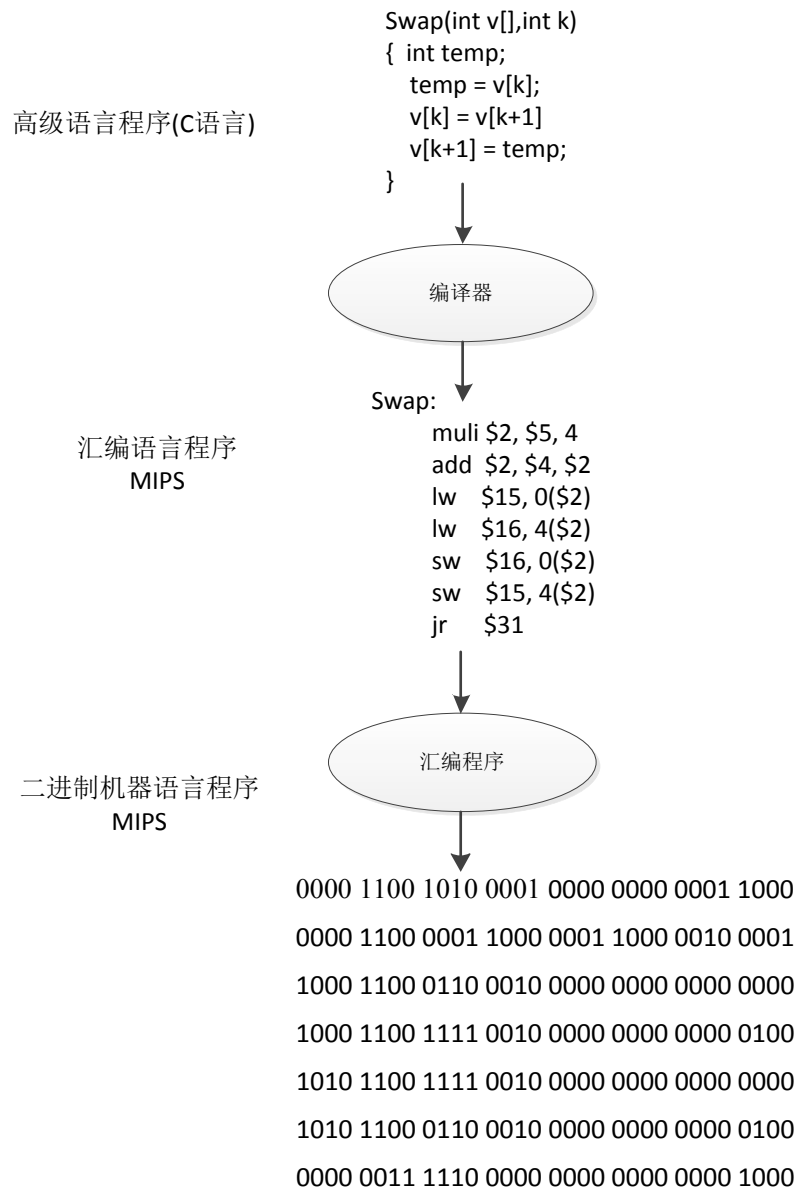 Swap(int v[],int k)
{ int temp;
temp = v[k];
v[k] = v[k+1]
v[k+1] = temp;
}
高级语言程序(C语言)
编译器
Swap:
muli $2, $5, 4
add $2, $4, $2
lw $15, 0($2)
lw $16, 4($2)
sw $16, 0($2)
sw $15, 4($2)
jr $31
汇编语言程序
MIPS
汇编程序
二进制机器语言程序
MIPS
0000 1100 1010 0001 0000 0000 0001 1000
0000 1100 0001 1000 0001 1000 0010 0001
1000 1100 0110 0010 0000 0000 0000 0000
1000 1100 1111 0010 0000 0000 0000 0100
1010 1100 1111 0010 0000 0000 0000 0000
1010 1100 0110 0010 0000 0000 0000 0100
0000 0011 1110 0000 0000 0000 0000 1000